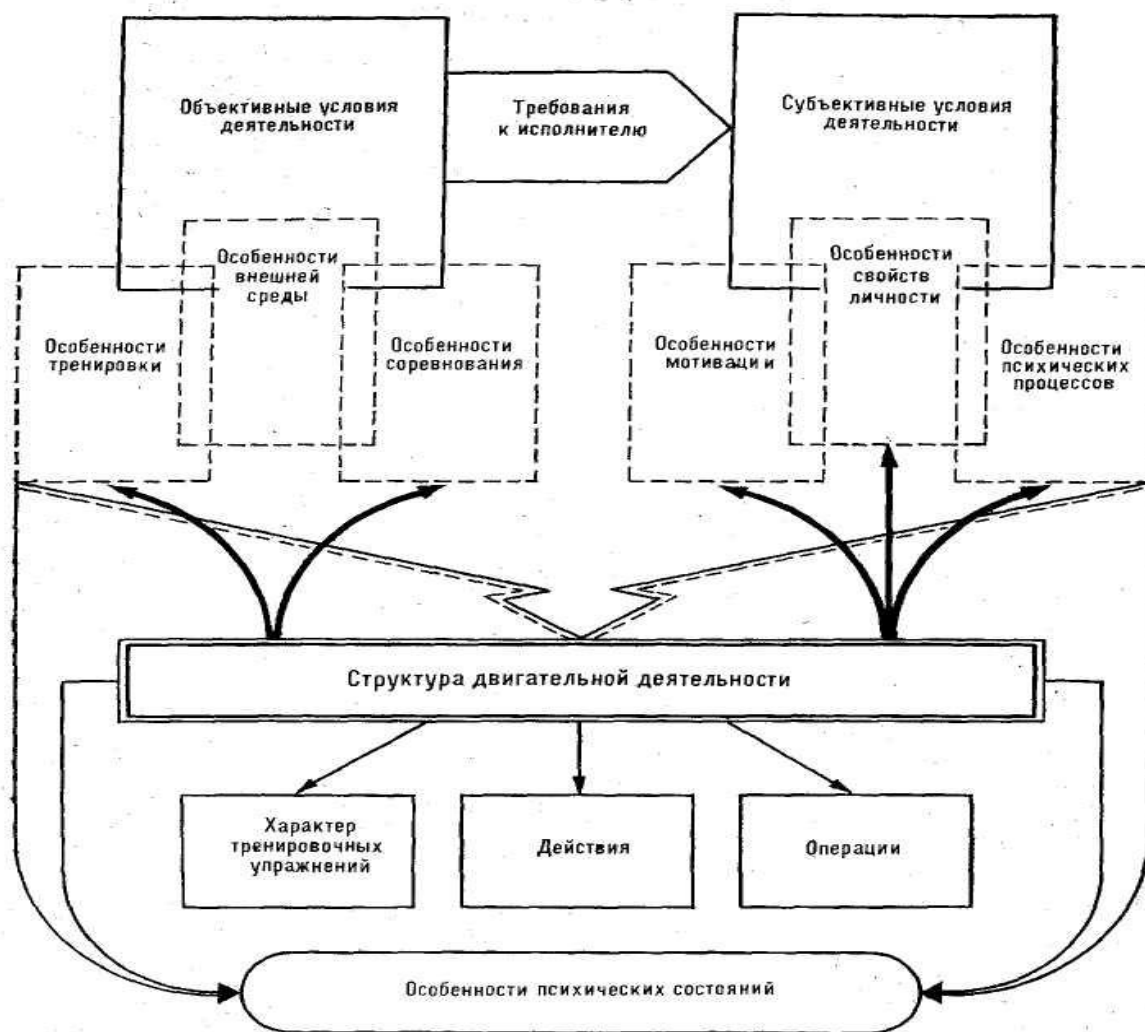 Объективные условия
деятельности
Требования
к исполнителю
Субъективные условия
деятельности
Особенности
внешней
среды
Особенности
свойств
личности
Особенности
тренировки
Особенности
соревнования
Особенности
мотивации
Особенности
психических
процессов
Структура двигательной деятельности
Характер
тренировочных
упражнений
Действия
Операции
Особенности психических состояний